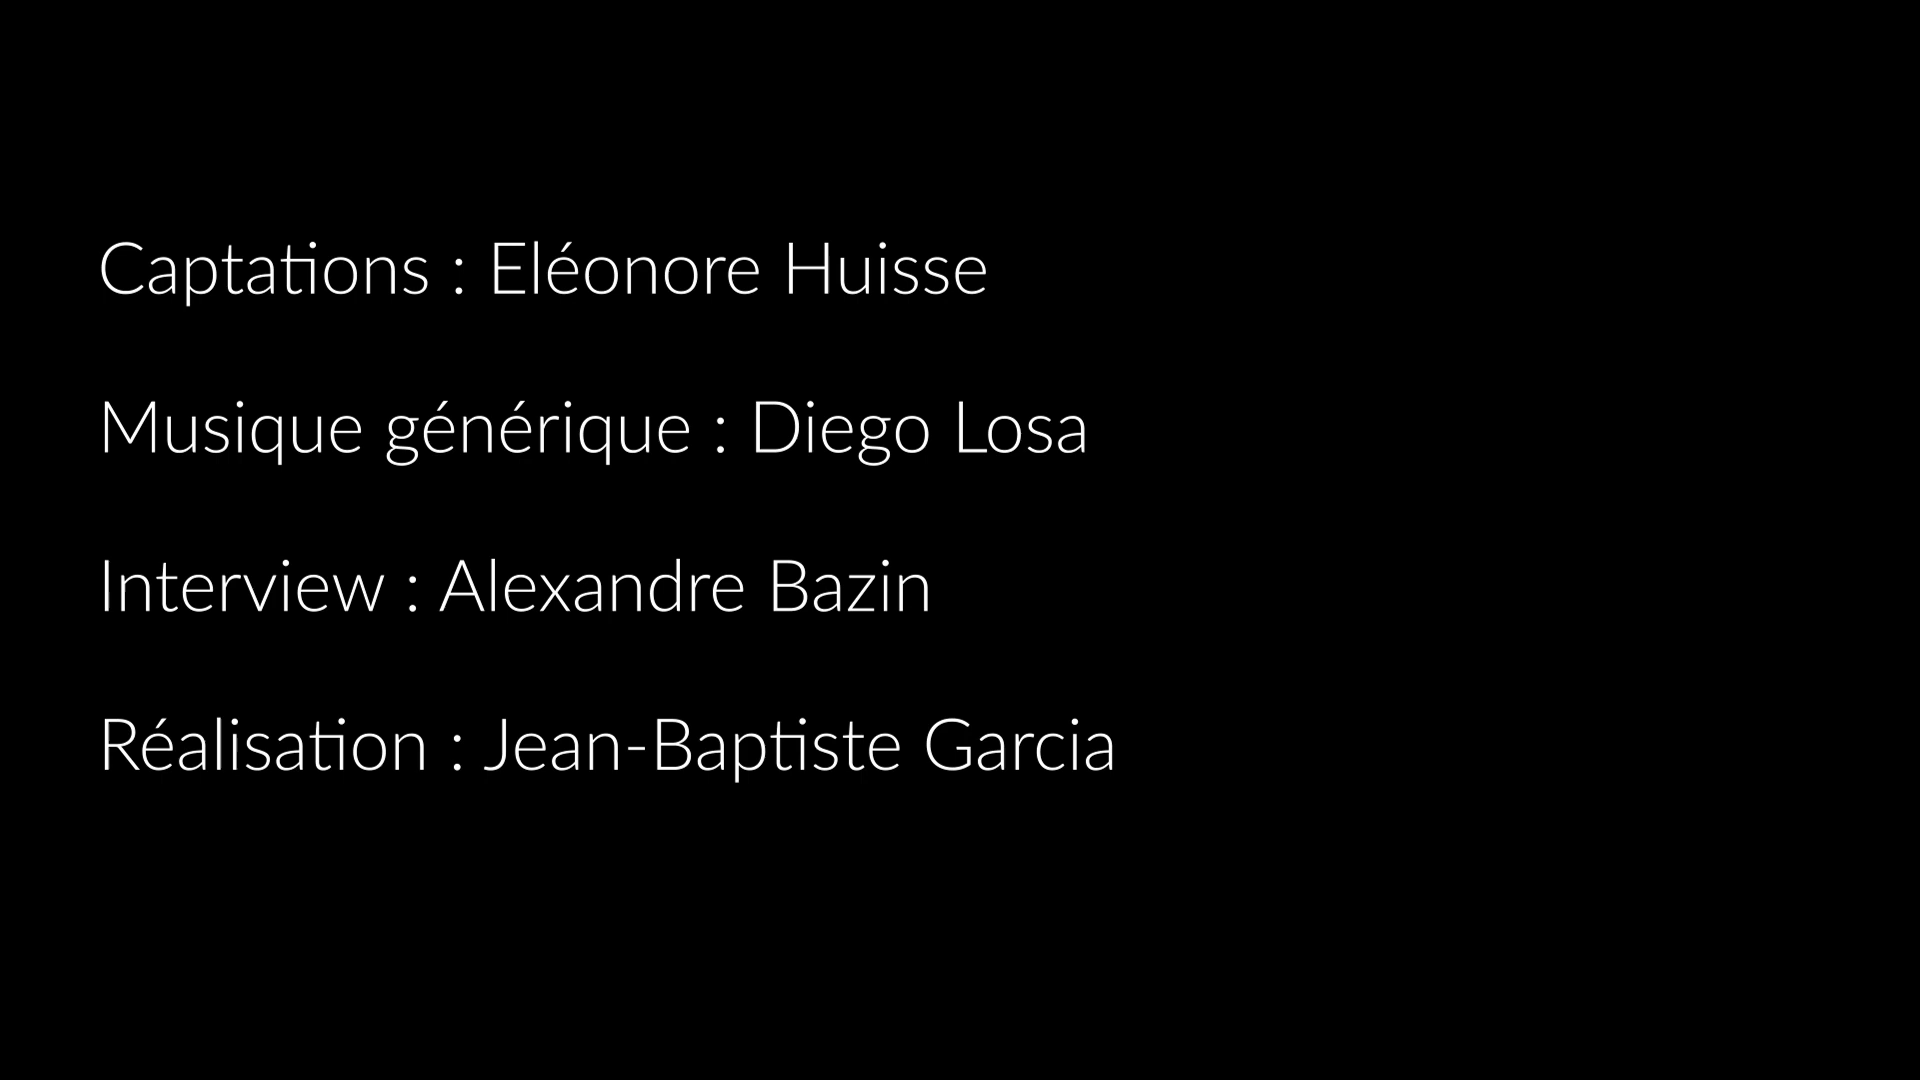 Captations : Eléonore Huisse
Musique générique : Diego Losa
Interview : Alexandre Bazin
Réalisation : Jean-Baptiste Garcia